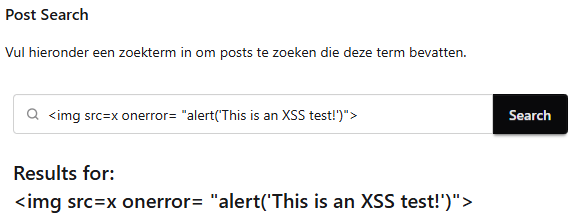 Post Search
Vul hieronder een zoekterm in om posts te zoeken die deze term bevatten.
<img src=x onerror= "alert('This is an XSS test!')"> Search
Results for:
<img src=x onerror= "alert('This is an XSS test!')">